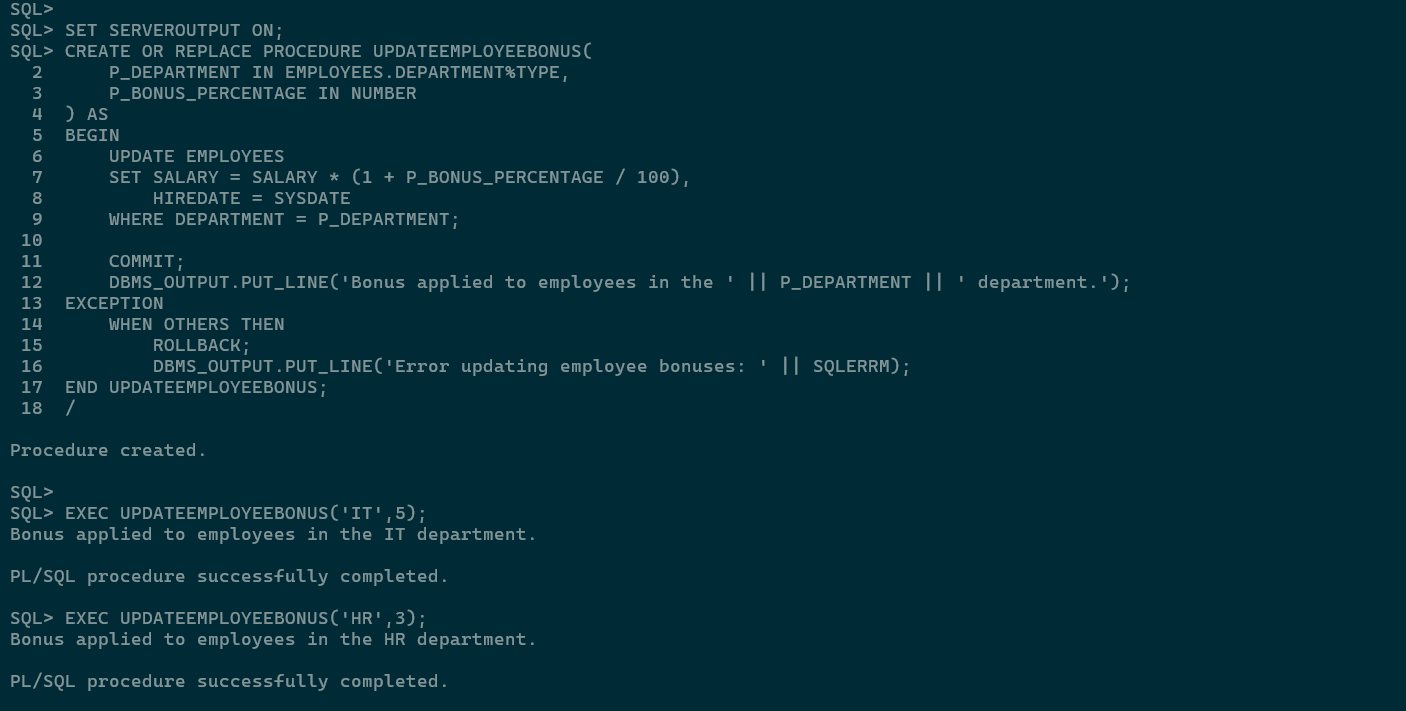 SQL>
SQL> SET SERVEROUTPUT ON;
SQL> CREATE OR REPLACE PROCEDURE UPDATEEMPLOYEEBONUS(
  2      P_DEPARTMENT IN EMPLOYEES.DEPARTMENT%TYPE,
  3      P_BONUS_PERCENTAGE IN NUMBER
  4  ) AS
  5  BEGIN
  6      UPDATE EMPLOYEES
  7      SET SALARY = SALARY * (1 + P_BONUS_PERCENTAGE / 100),
  8          HIREDATE = SYSDATE
  9      WHERE DEPARTMENT = P_DEPARTMENT;
 10
 11      COMMIT;
 12      DBMS_OUTPUT.PUT_LINE('Bonus applied to employees in the ' || P_DEPARTMENT || ' department.');
 13  EXCEPTION
 14      WHEN OTHERS THEN
 15          ROLLBACK;
 16          DBMS_OUTPUT.PUT_LINE('Error updating employee bonuses: ' || SQLERRM);
 17  END UPDATEEMPLOYEEBONUS;
 18  /

Procedure created.

SQL>
SQL> EXEC UPDATEEMPLOYEEBONUS('IT',5);
Bonus applied to employees in the IT department.

PL/SQL procedure successfully completed.

SQL> EXEC UPDATEEMPLOYEEBONUS('HR',3);
Bonus applied to employees in the HR department.

PL/SQL procedure successfully completed.